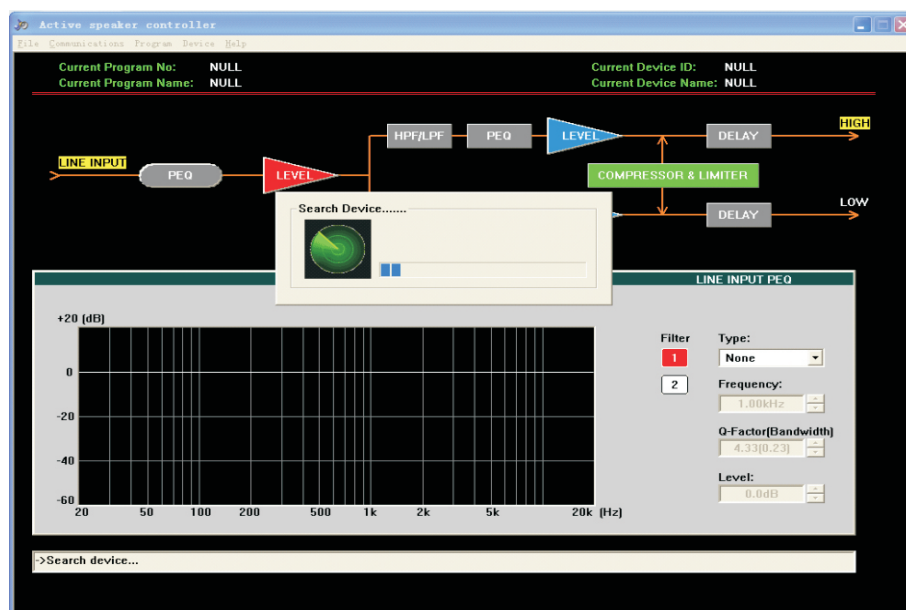 Active speaker controller
File Communications Program Device Help
Current Program No: NULL
Current Program Name: NULL
Current Device ID: NULL
Current Device Name: NULL
HIGH
HPF/LPF
PEQ
LEVEL
DELAY
LINE INPUT
PEQ
LEVEL
COMPRESSOR & LIMITER
LOW
DELAY
Search Device.......
LINE INPUT PEQ
+20 (dB)
0
-20
-40
-60
20 50 100 200 500 1k 2k 5k 20k (Hz)
Filter
1
2
Type:
None
Frequency:
1.00kHz
Q-Factor(Bandwidth)
4.33(0.23)
Level:
0.0dB
->Search device...